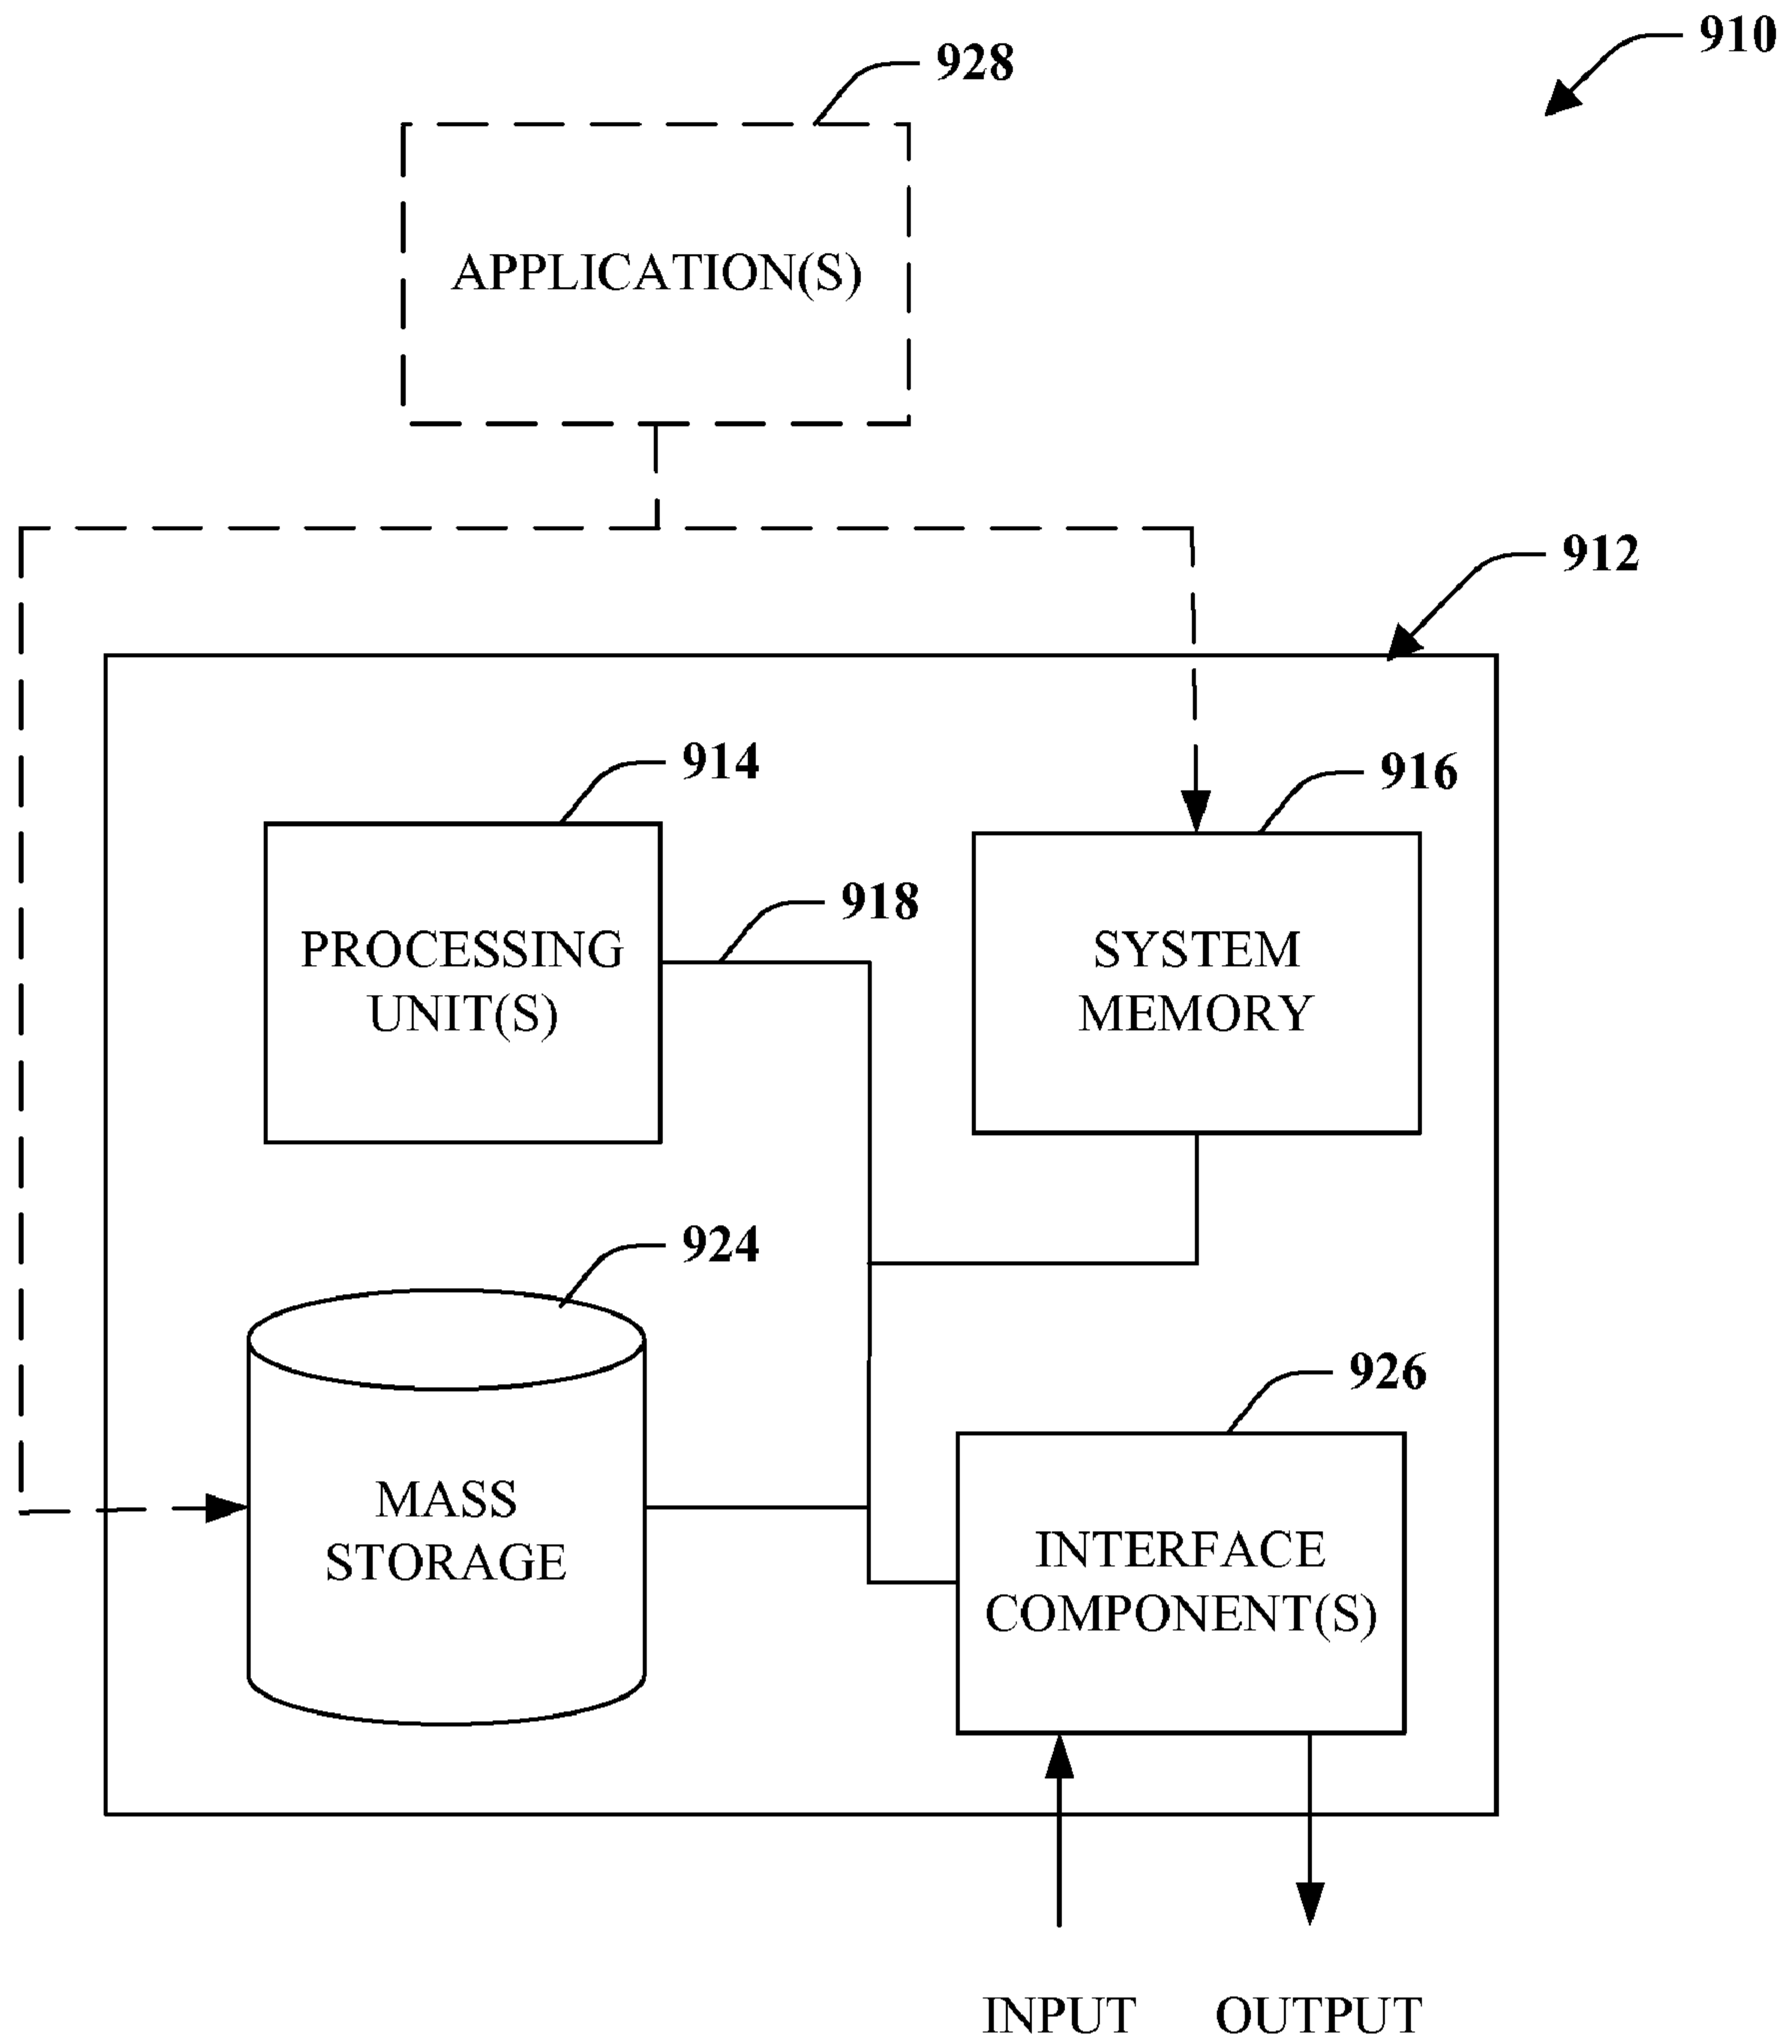 910
928
APPLICATION(S)
912
914
916
918
PROCESSING
UNIT(S)
SYSTEM
MEMORY
924
926
MASS
STORAGE
INTERFACE
COMPONENT(S)
INPUT
OUTPUT